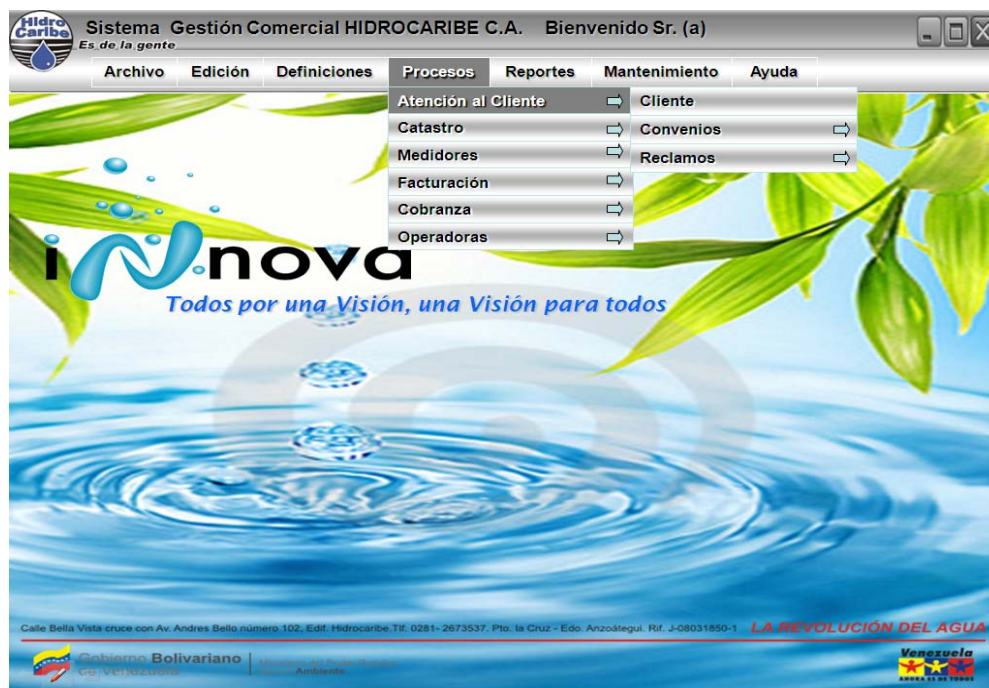 Hidro
Caribe
Sistema Gestión Comercial HIDROCARIBE C.A. Bienvenido Sr. (a)
Es de la gente
Archivo Edición Definiciones Procesos Reportes Mantenimiento Ayuda
Atención al Cliente Cliente
Catastro Convenios
Medidores Reclamos
Facturación
Cobranza
Operadoras
iNnova
Todos por una Visión, una Visión para todos
Calle Bella Vista cruce con Av. Andres Bello número 102, Edif. Hidrocaribe.Tlf. 0281- 2673537. Pto. la Cruz - Edo. Anzoátegui. Rif. J-08031850-1 LA REVOLUCIÓN DEL AGUA
Gobierno Bolivariano
de Venezuela
Ambiente
Venezuela
AHORA ES DE TODOS